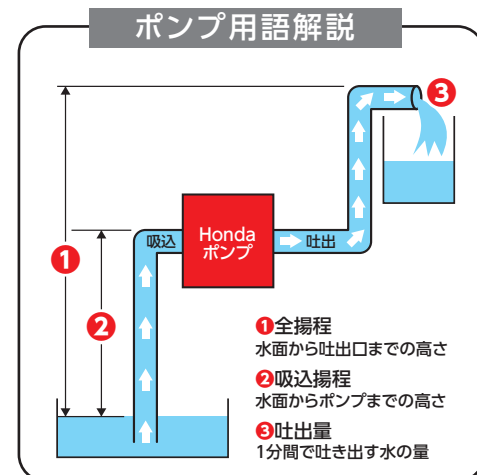 ポンプ用語解説
❸
吸込
Honda
ポンプ
吐出
❶
❷
❶全揚程
水面から吐出口までの高さ
❷吸込揚程
水面からポンプまでの高さ
❸吐出量
1分間で吐き出す水の量